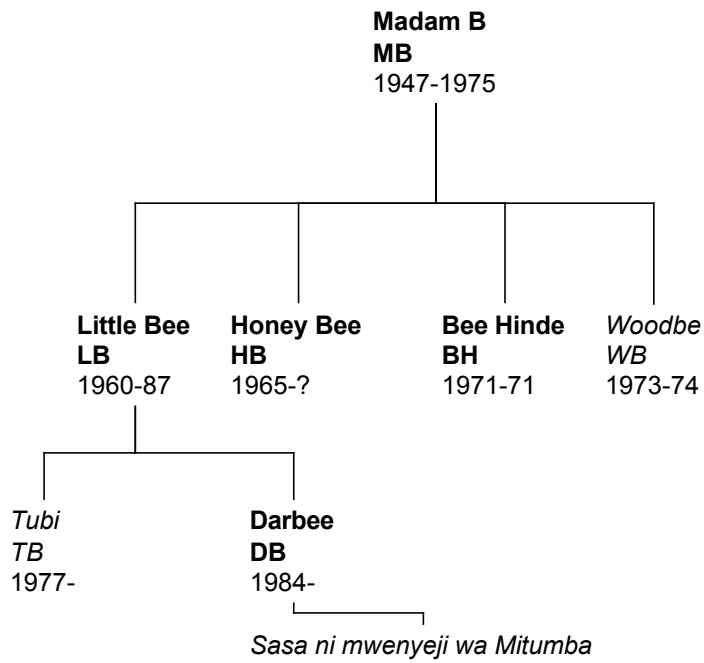 Madam B
MB
1947-1975
Little Bee
LB
1960-87
Honey Bee
HB
1965-?
Bee Hinde
BH
1971-71
Woodbe
WB
1973-74
Tubi
TB
1977-
Darbee
DB
1984-
Sasa ni mwenyeji wa Mitumba